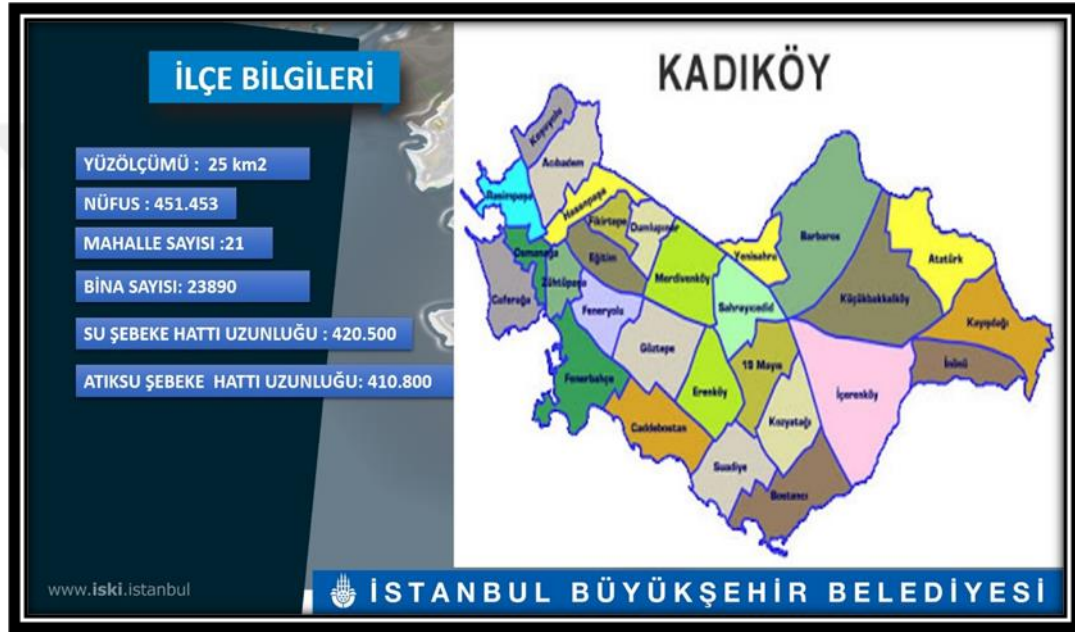 İLÇE BİLGİLERİ
YÜZÖLÇÜMÜ : 25 km2
NÜFUS : 451.453
MAHALLE SAYISI :21
BİNA SAYISI: 23890
SU ŞEBEKE HATTI UZUNLUĞU : 420.500
ATIKSU ŞEBEKE HATTI UZUNLUĞU: 410.800
www.iski.istanbul
KADIKÖY
Koşuyolu
Acıbadem
Rasimpaşa
Hasanpaşa
Fikirtepe
Dumlupınar
Osmanağa
Eğitim
Zühtüpaşa
Caferağa
Feneryolu
Merdivenköy
Yenisahra
Barbaros
Atatürk
Sahrayıcedid
Küçükbakkalköy
Kayışdağı
Göztepe
19 Mayıs
İnönü
Fenerbahçe
Erenköy
İçerenköy
Caddebostan
Kozyatağı
Suadiye
Bostancı
İSTANBUL BÜYÜKŞEHİR BELEDİYESİ